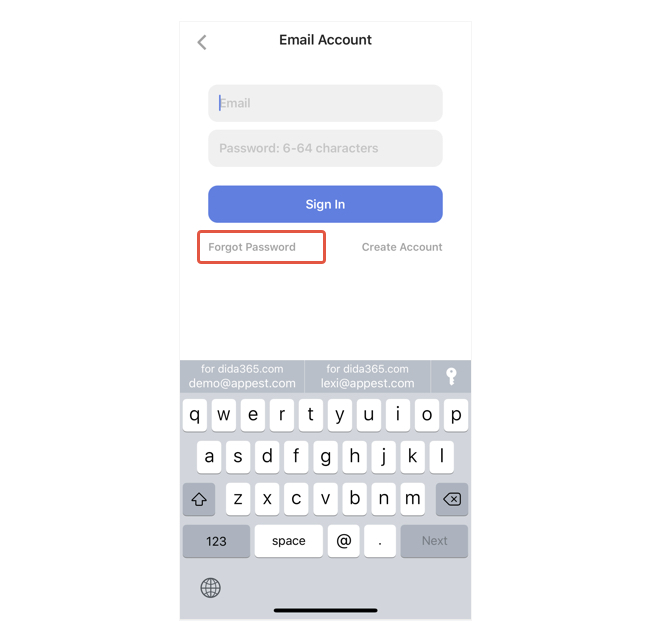 Email Account
Email
Password: 6-64 characters
Sign In
Forgot Password
Create Account
for dida365.com
demo@appest.com
for dida365.com
lexi@appest.com
q w e r t y u i o p
a s d f g h j k l
z x c v b n m
123 space @ . Next